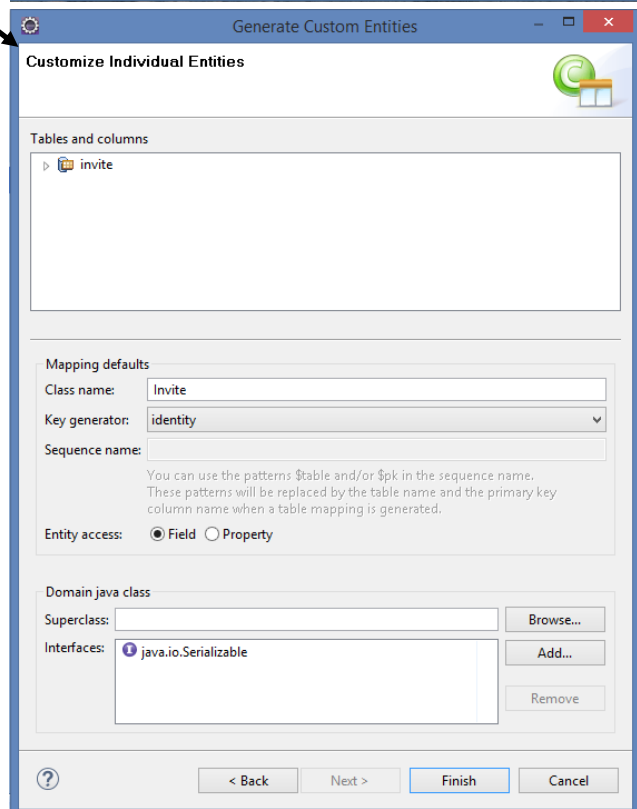 Generate Custom Entities
Customize Individual Entities
Tables and columns
invite
Mapping defaults
Class name: Invite
Key generator: identity
Sequence name:
You can use the patterns $table and/or $pk in the sequence name.
These patterns will be replaced by the table name and the primary key
column name when a table mapping is generated.
Entity access: Field Property
Domain java class
Superclass: Browse...
Interfaces: java.io.Serializable Add...
Remove
< Back Next > Finish Cancel